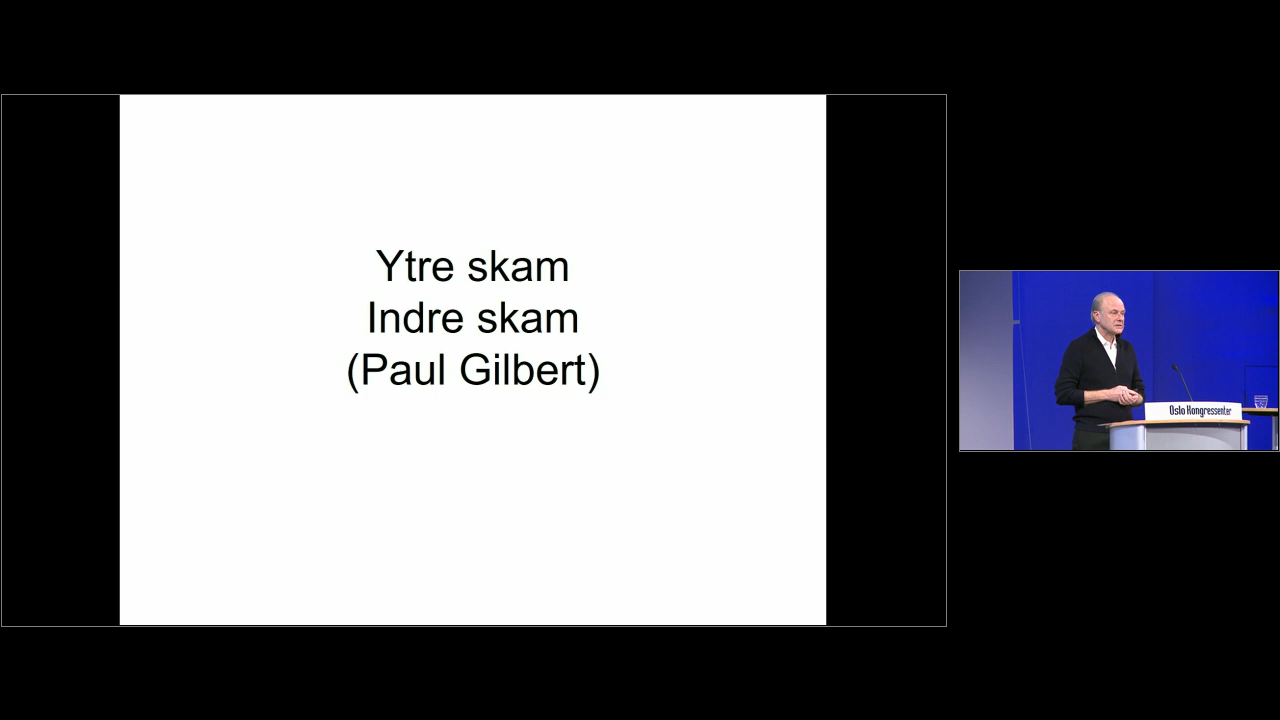 Ytre skam
Indre skam
(Paul Gilbert)
Oslo Kongressenter